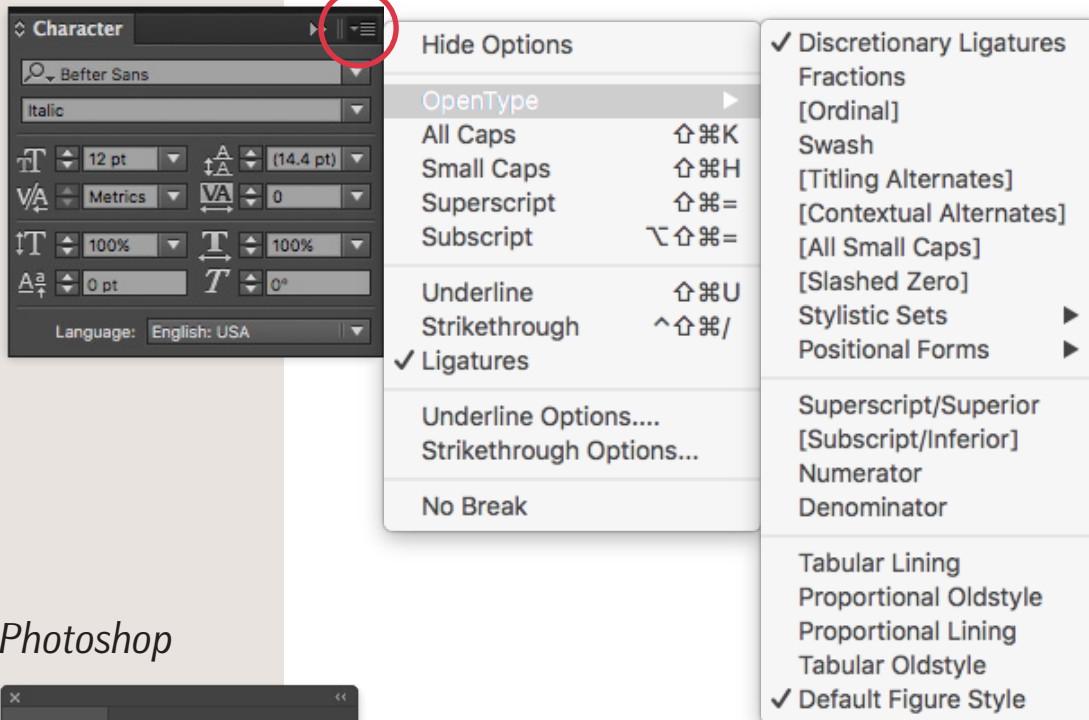 Character
Befter Sans
Italic
12 pt
(14.4 pt)
Metrics
0
100%
100%
0 pt
0°
Language: English: USA
Hide Options
OpenType
All Caps ⇧⌘K
Small Caps ⇧⌘H
Superscript ⇧⌘=
Subscript ⌥⇧⌘=
Underline ⇧⌘U
Strikethrough ^⇧⌘/
✓ Ligatures
Underline Options....
Strikethrough Options...
No Break
✓ Discretionary Ligatures
Fractions
[Ordinal]
Swash
[Titling Alternates]
[Contextual Alternates]
[All Small Caps]
[Slashed Zero]
Stylistic Sets
Positional Forms
Superscript/Superior
[Subscript/Inferior]
Numerator
Denominator
Tabular Lining
Proportional Oldstyle
Proportional Lining
Tabular Oldstyle
✓ Default Figure Style
Photoshop